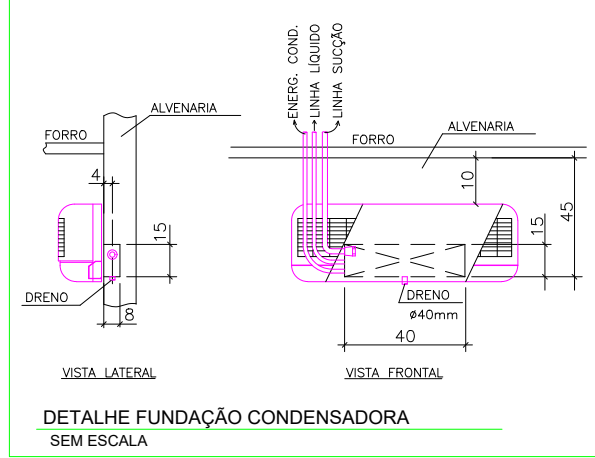 ENERG. COND.
LINHA LÍQUIDO
LINHA SUCÇÃO
ALVENARIA
FORRO
4
15
DRENO
8
VISTA LATERAL
FORRO
ALVENARIA
10
45
15
DRENO
Ø40mm
40
VISTA FRONTAL
DETALHE FUNDAÇÃO CONDENSADORA
SEM ESCALA